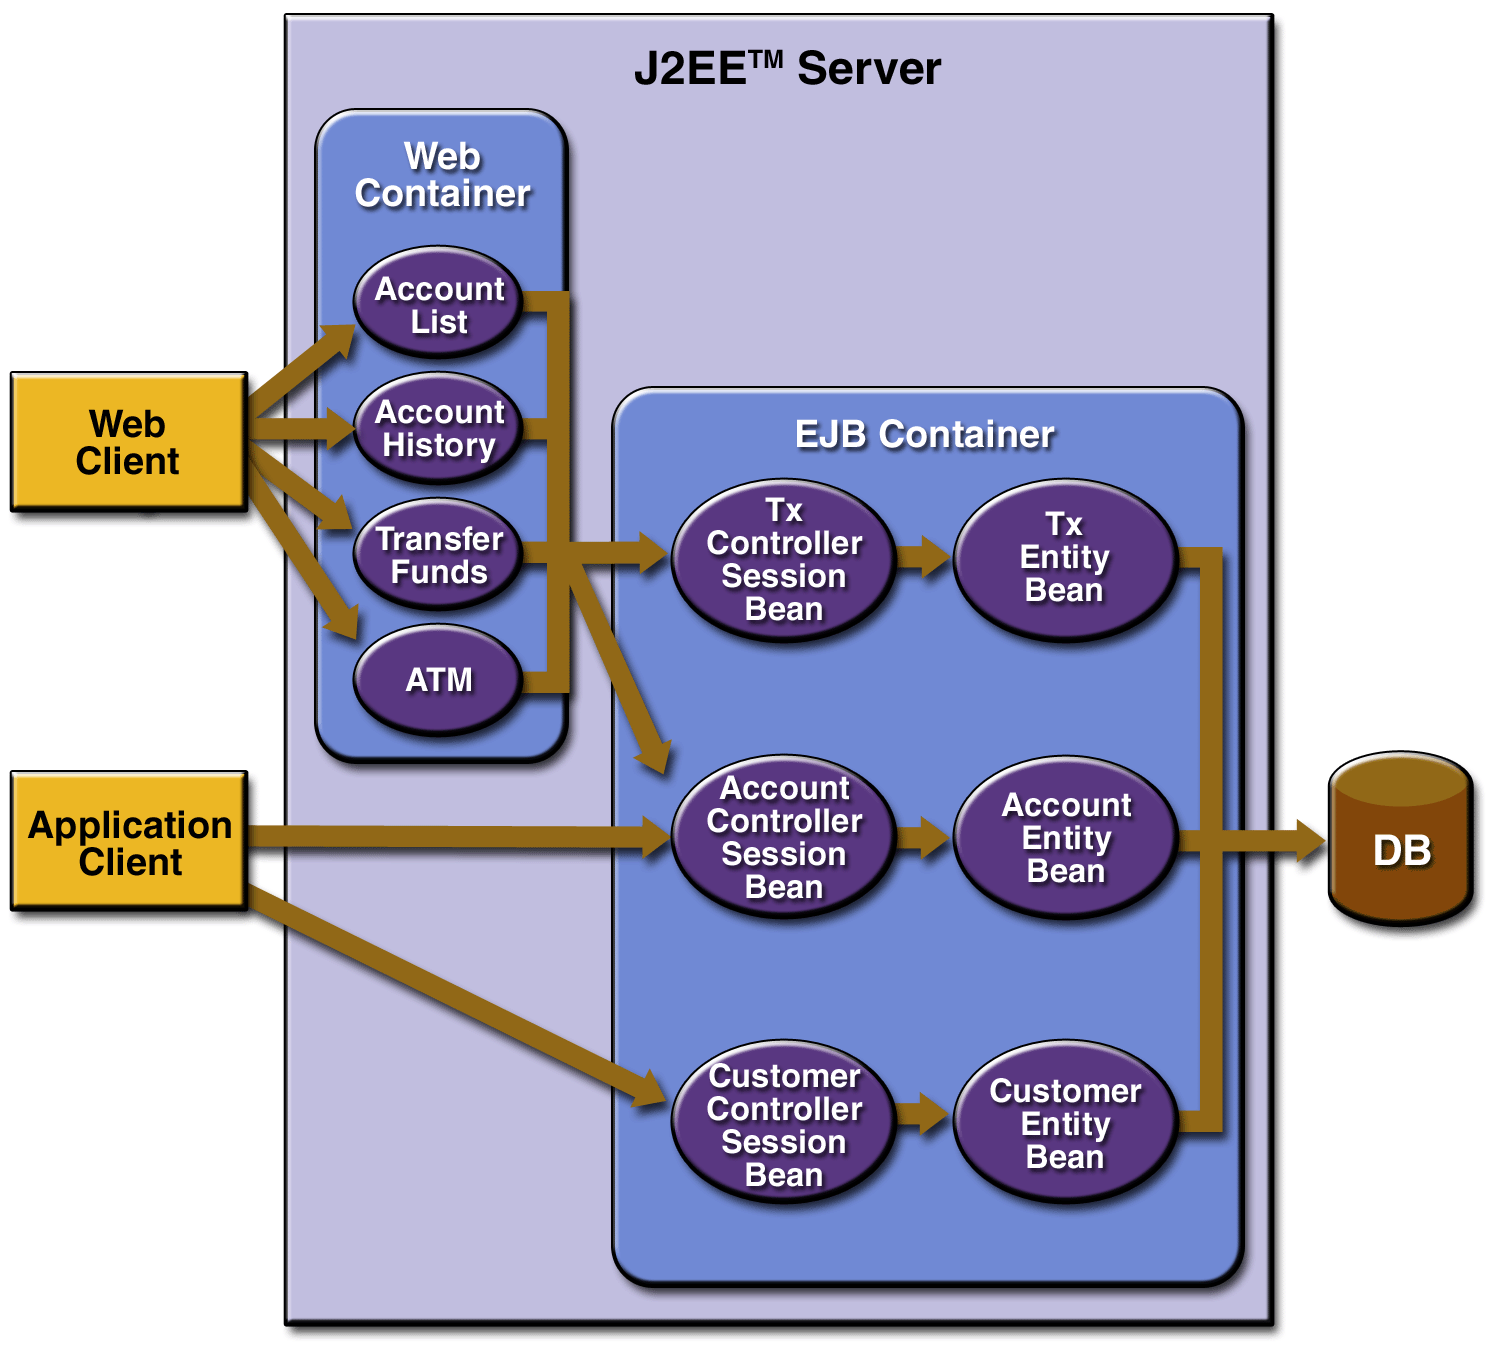 J2EE™ Server
Web
Container
Account
List
Account
History
Transfer
Funds
ATM
Web
Client
Application
Client
EJB Container
Tx
Controller
Session
Bean
Tx
Entity
Bean
Account
Controller
Session
Bean
Account
Entity
Bean
Customer
Controller
Session
Bean
Customer
Entity
Bean
DB